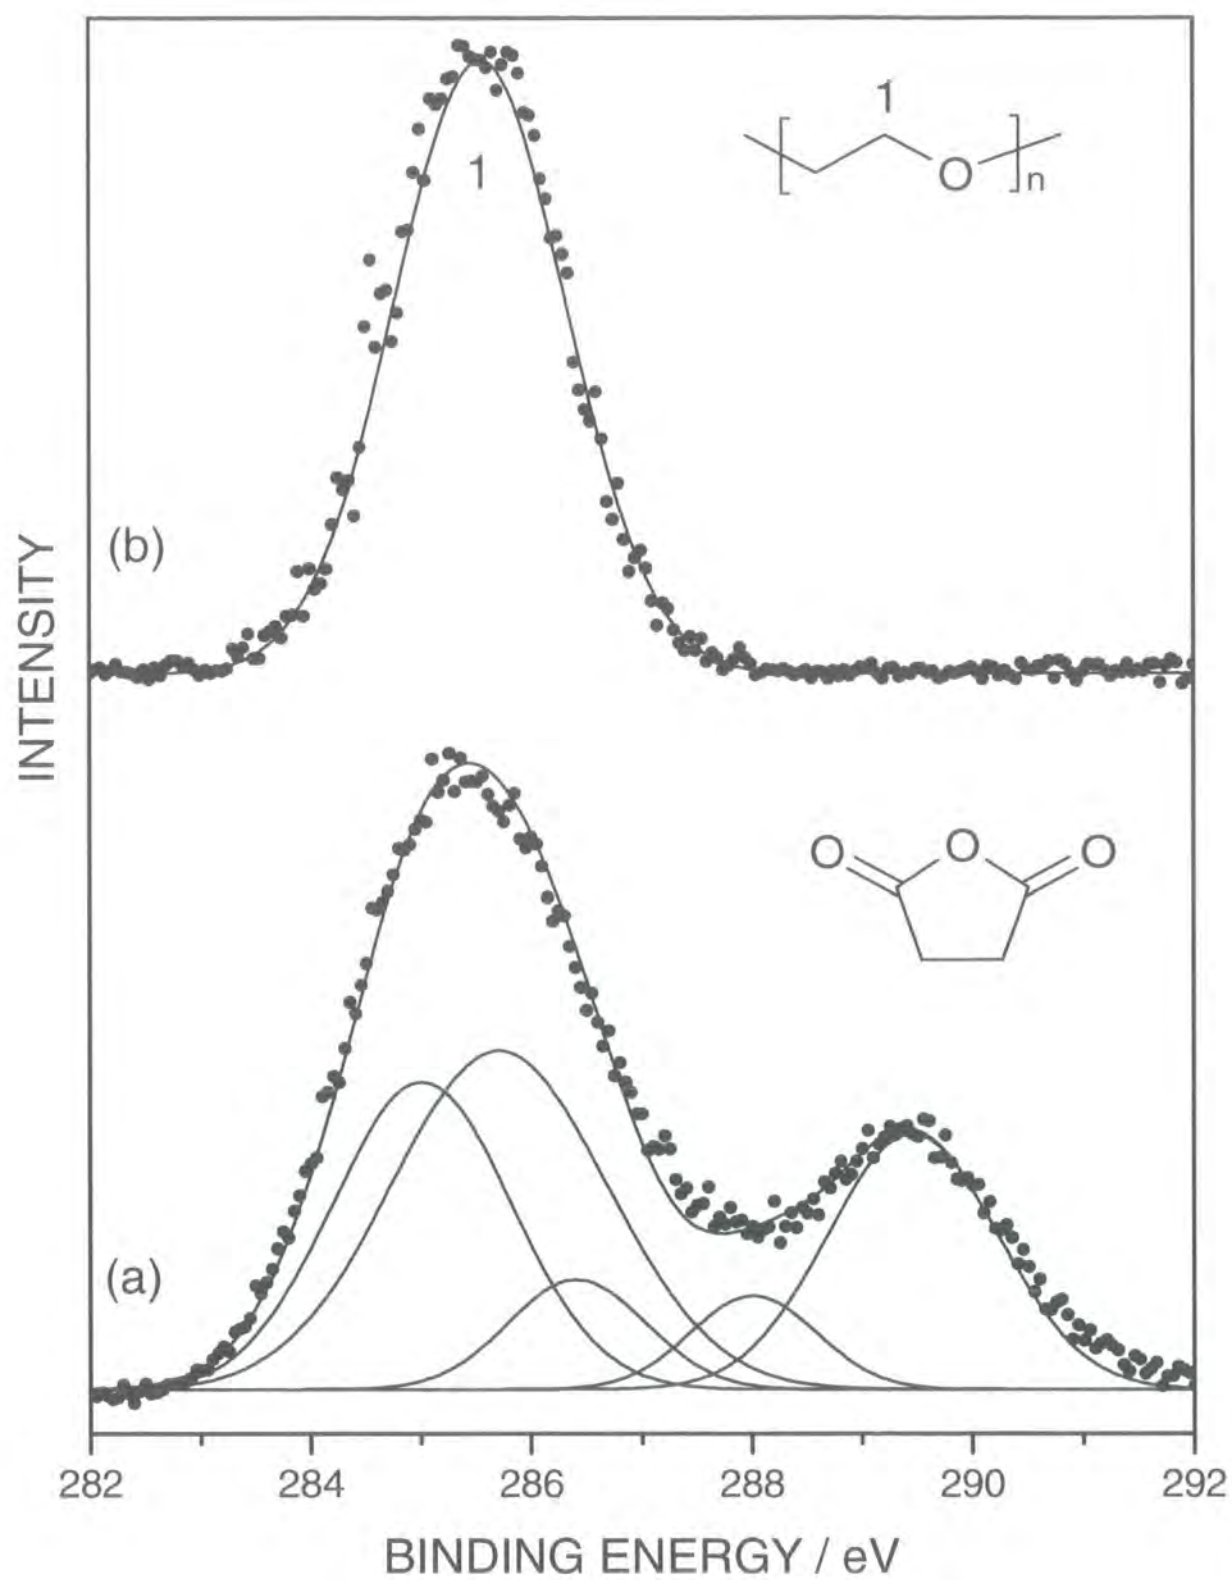 1
1
O
n
(b)
INTENSITY
O
O
O
(a)
282
284
286
288
290
292
BINDING ENERGY / eV